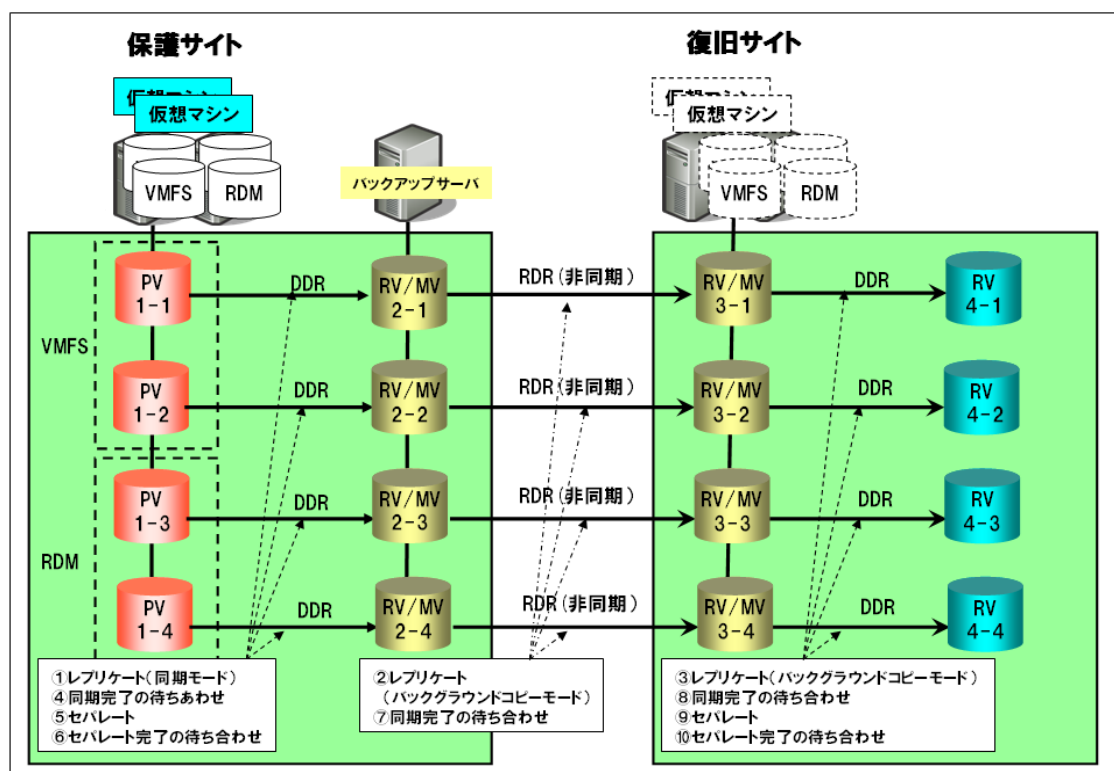 保護サイト
復旧サイト
仮想マシン
仮想マシン
VMFS
RDM
バックアップサーバ
仮想マシン
仮想マシン
VMFS
RDM
VMFS
RDM
PV
1-1
DDR
RV/MV
2-1
RDR(非同期)
RV/MV
3-1
DDR
RV
4-1
PV
1-2
DDR
RV/MV
2-2
RDR(非同期)
RV/MV
3-2
DDR
RV
4-2
PV
1-3
DDR
RV/MV
2-3
RDR(非同期)
RV/MV
3-3
DDR
RV
4-3
PV
1-4
DDR
RV/MV
2-4
RDR(非同期)
RV/MV
3-4
DDR
RV
4-4
①レプリケート(同期モード)
④同期完了の待ちあわせ
⑤セパレート
⑥セパレート完了の待ち合わせ
②レプリケート
(バックグラウンドコピーモード)
⑦同期完了の待ち合わせ
③レプリケート(バックグラウンドコピーモード)
⑧同期完了の待ち合わせ
⑨セパレート
⑩セパレート完了の待ち合わせ